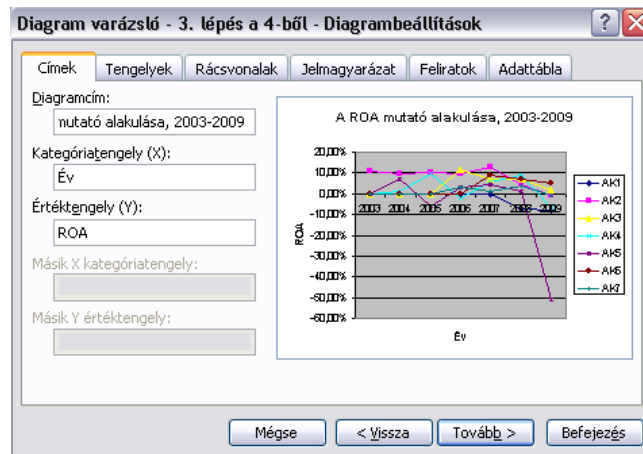 Diagram varázsló - 3. lépés a 4-ből - Diagrambeállítások
Címek Tengelyek Rácsvonalak Jelmagyarázat Feliratok Adattábla
Diagramcím:
nutató alakulása, 2003-2009
Kategóriatengely (X):
Év
Értéktengely (Y):
ROA
Másik X kategóriatengely:
Másik Y értéktengely:
A ROA mutató alakulása, 2003-2009
20,00%
10,00%
0,00%
-10,00%
-20,00%
-30,00%
-40,00%
-50,00%
-60,00%
ROA
2003 2004 2005 2006 2007 2008 2009
Év
AK1
AK2
AK3
AK4
AK5
AK6
AK7
Mégse < Vissza Tovább > Befejezés